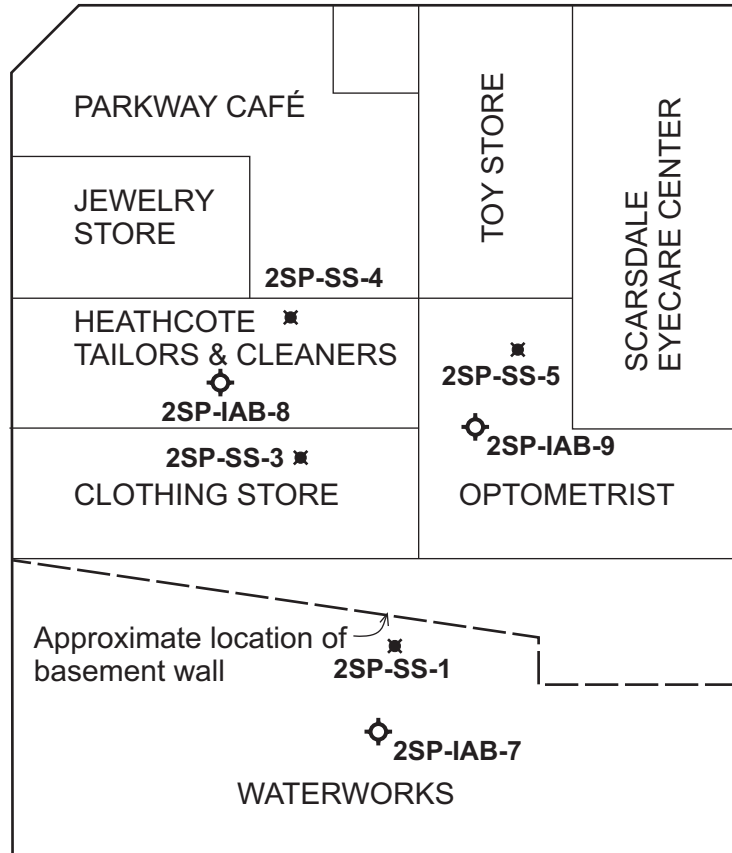 PARKWAY CAFÉ
TOY STORE
SCARSDALE
EYECARE CENTER
JEWELRY
STORE
2SP-SS-4
HEATHCOTE
TAILORS & CLEANERS
2SP-IAB-8
2SP-SS-5
2SP-IAB-9
2SP-SS-3
CLOTHING STORE
OPTOMETRIST
Approximate location of
basement wall
2SP-SS-1
2SP-IAB-7
WATERWORKS